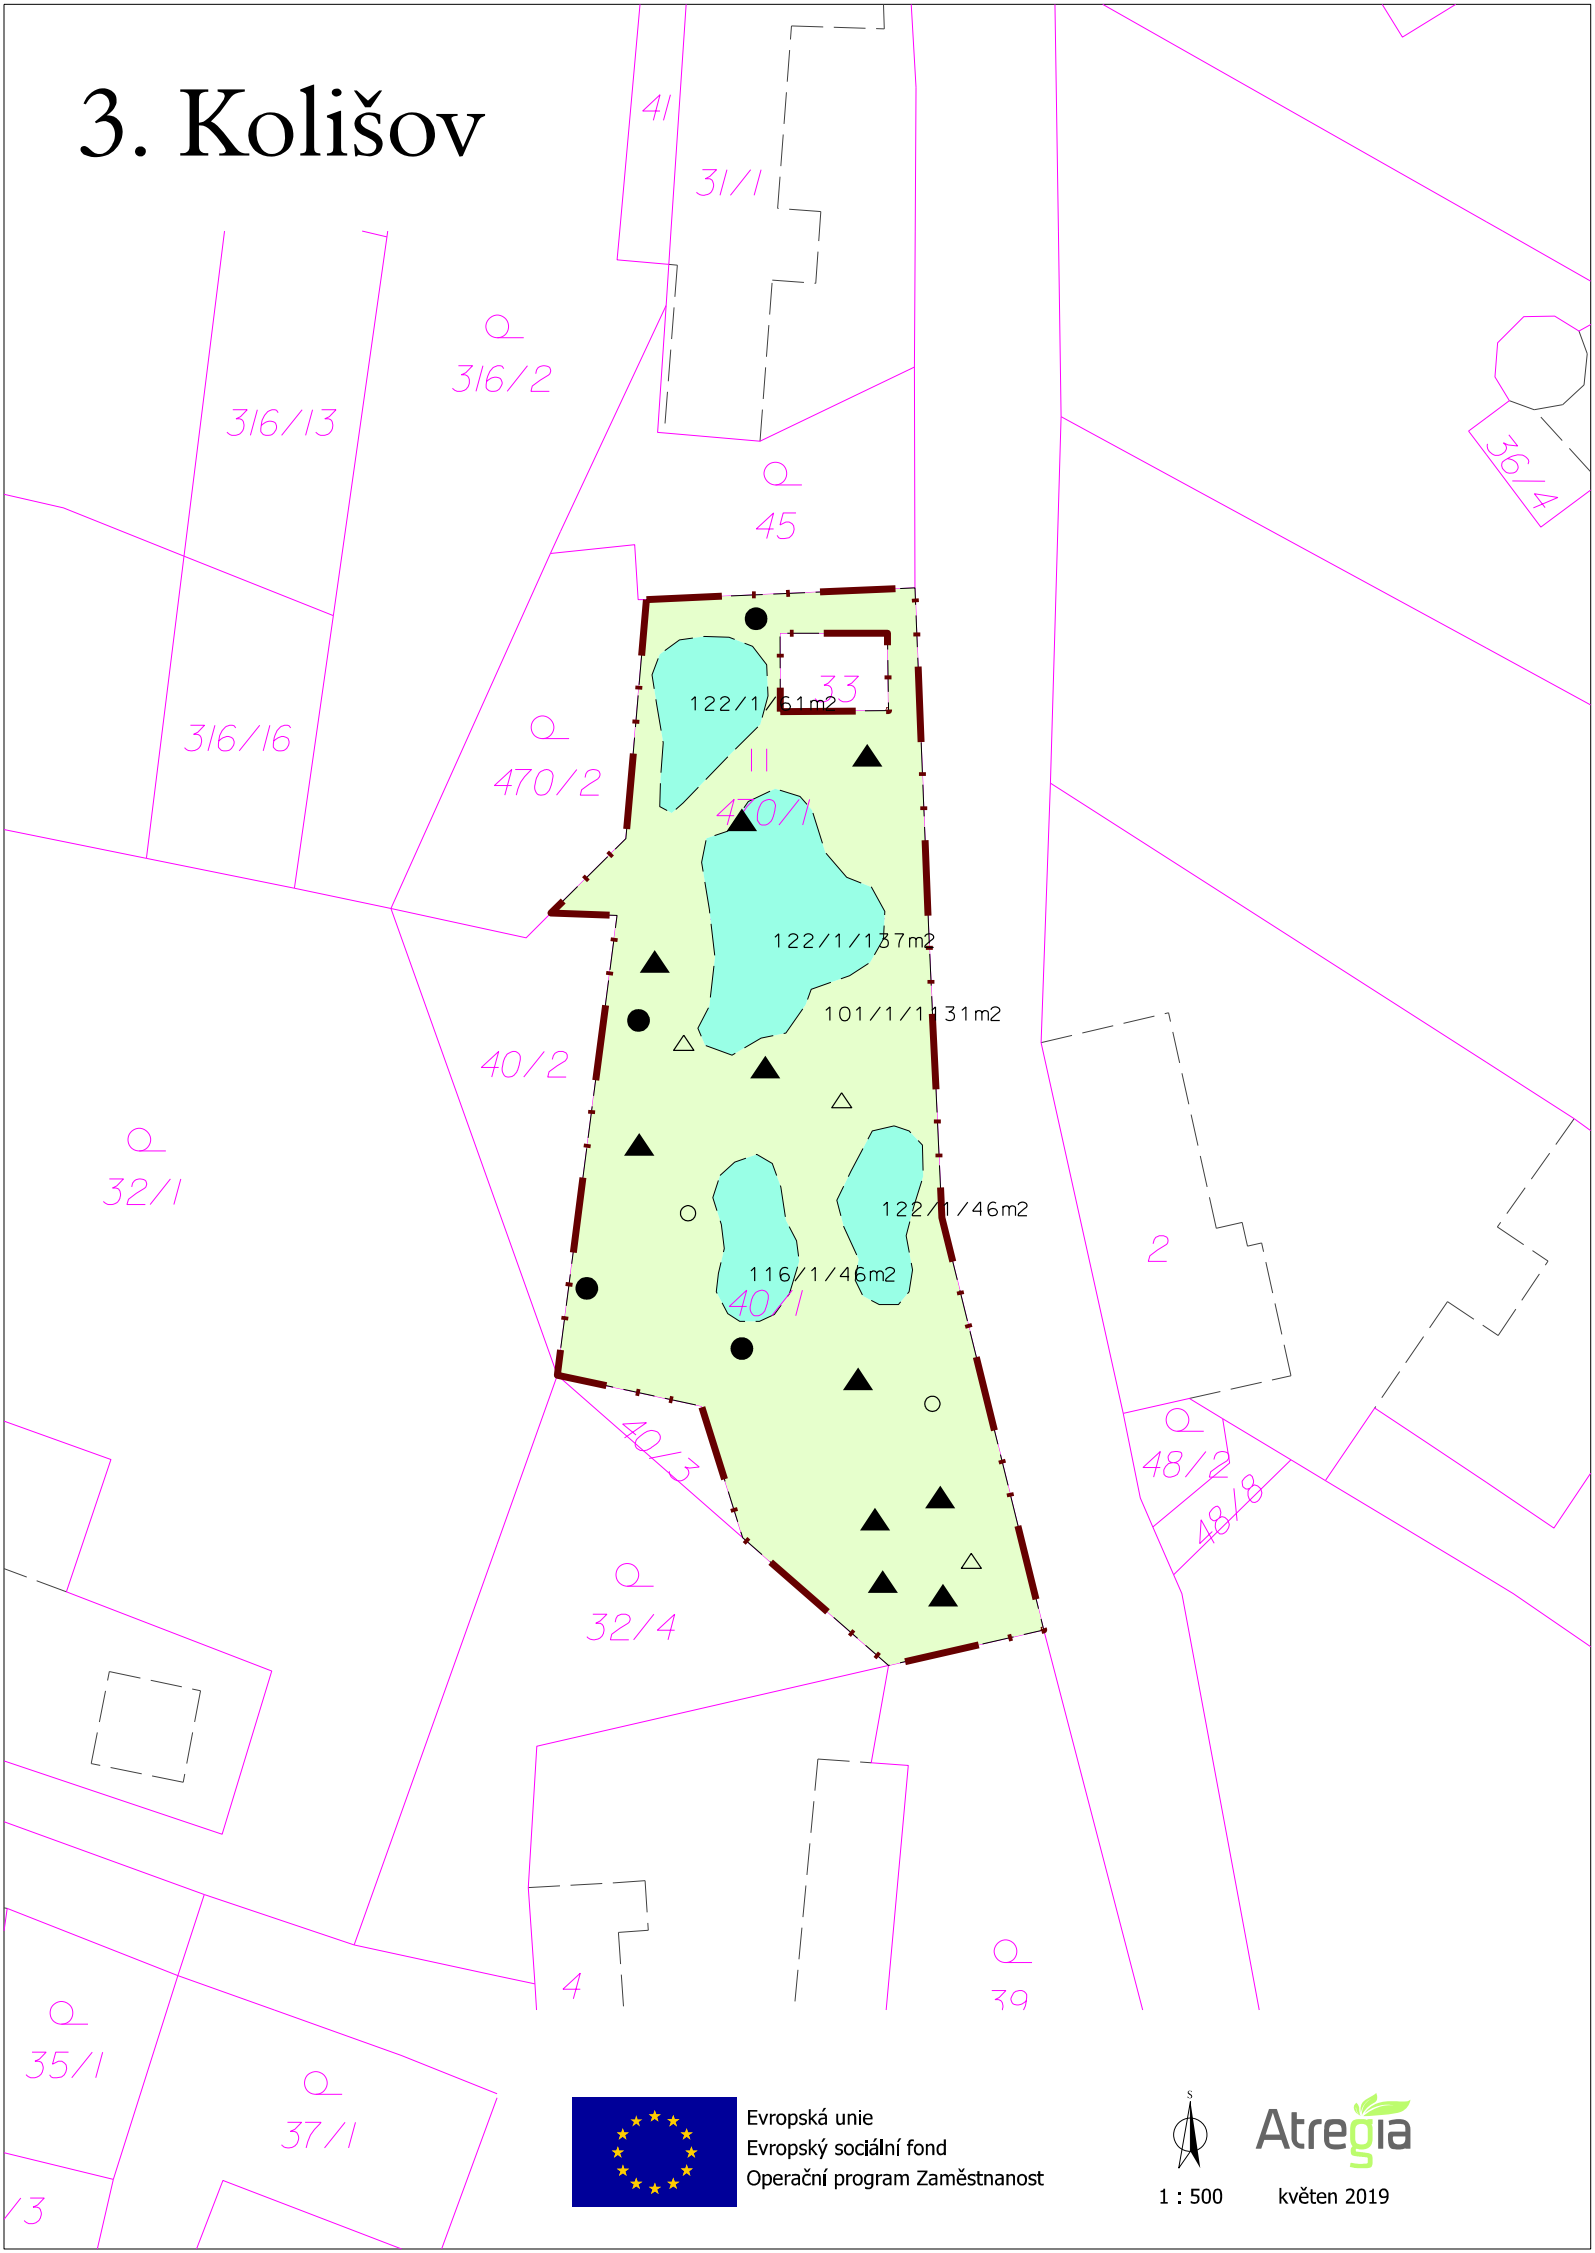 3. Kolišov
41
31/1
316/2
316/13
36/4
45
33
122/1/61m2
316/16
470/2
470/1
122/1/137m2
101/1/1131m2
40/2
32/1
122/1/46m2
2
116/1/46m2
40/1
40/3
48/2
48/8
32/4
4
39
35/1
37/1
/3
Evropská unie
Evropský sociální fond
Operační program Zaměstnanost
S
1 : 500
Atregia
květen 2019